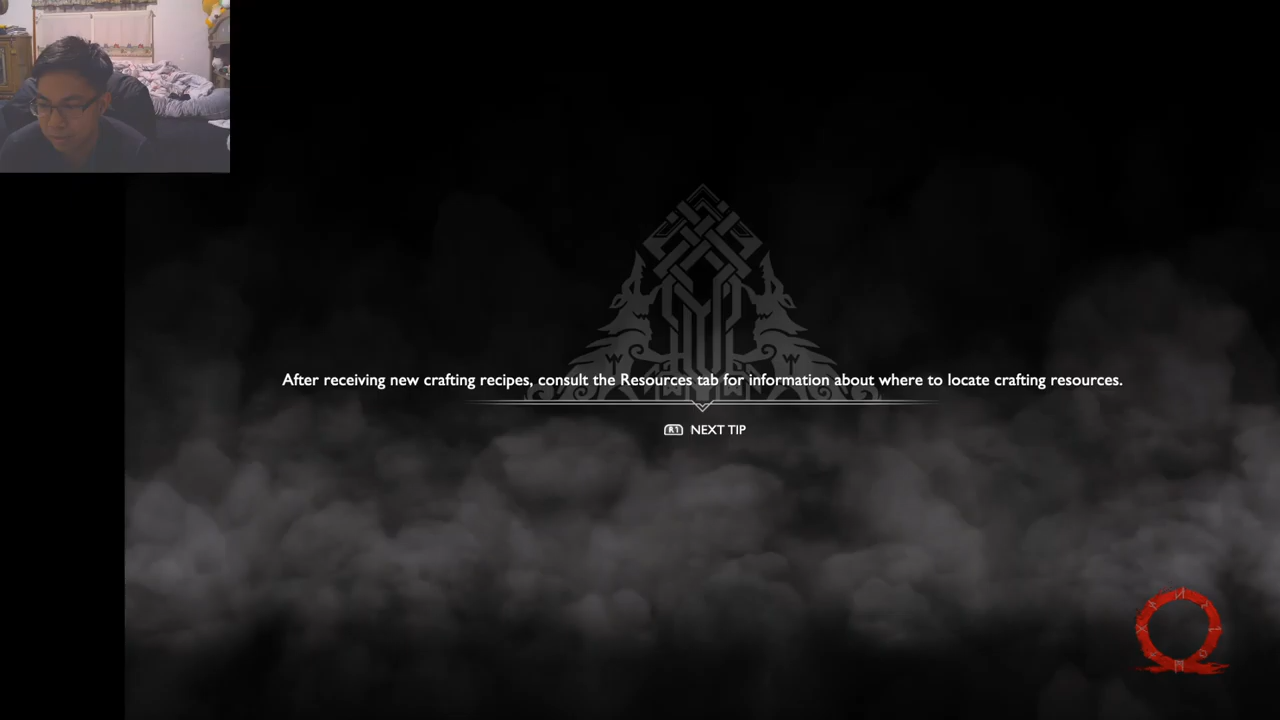 After receiving new crafting recipes, consult the Resources tab for information about where to locate crafting resources.
R1 NEXT TIP